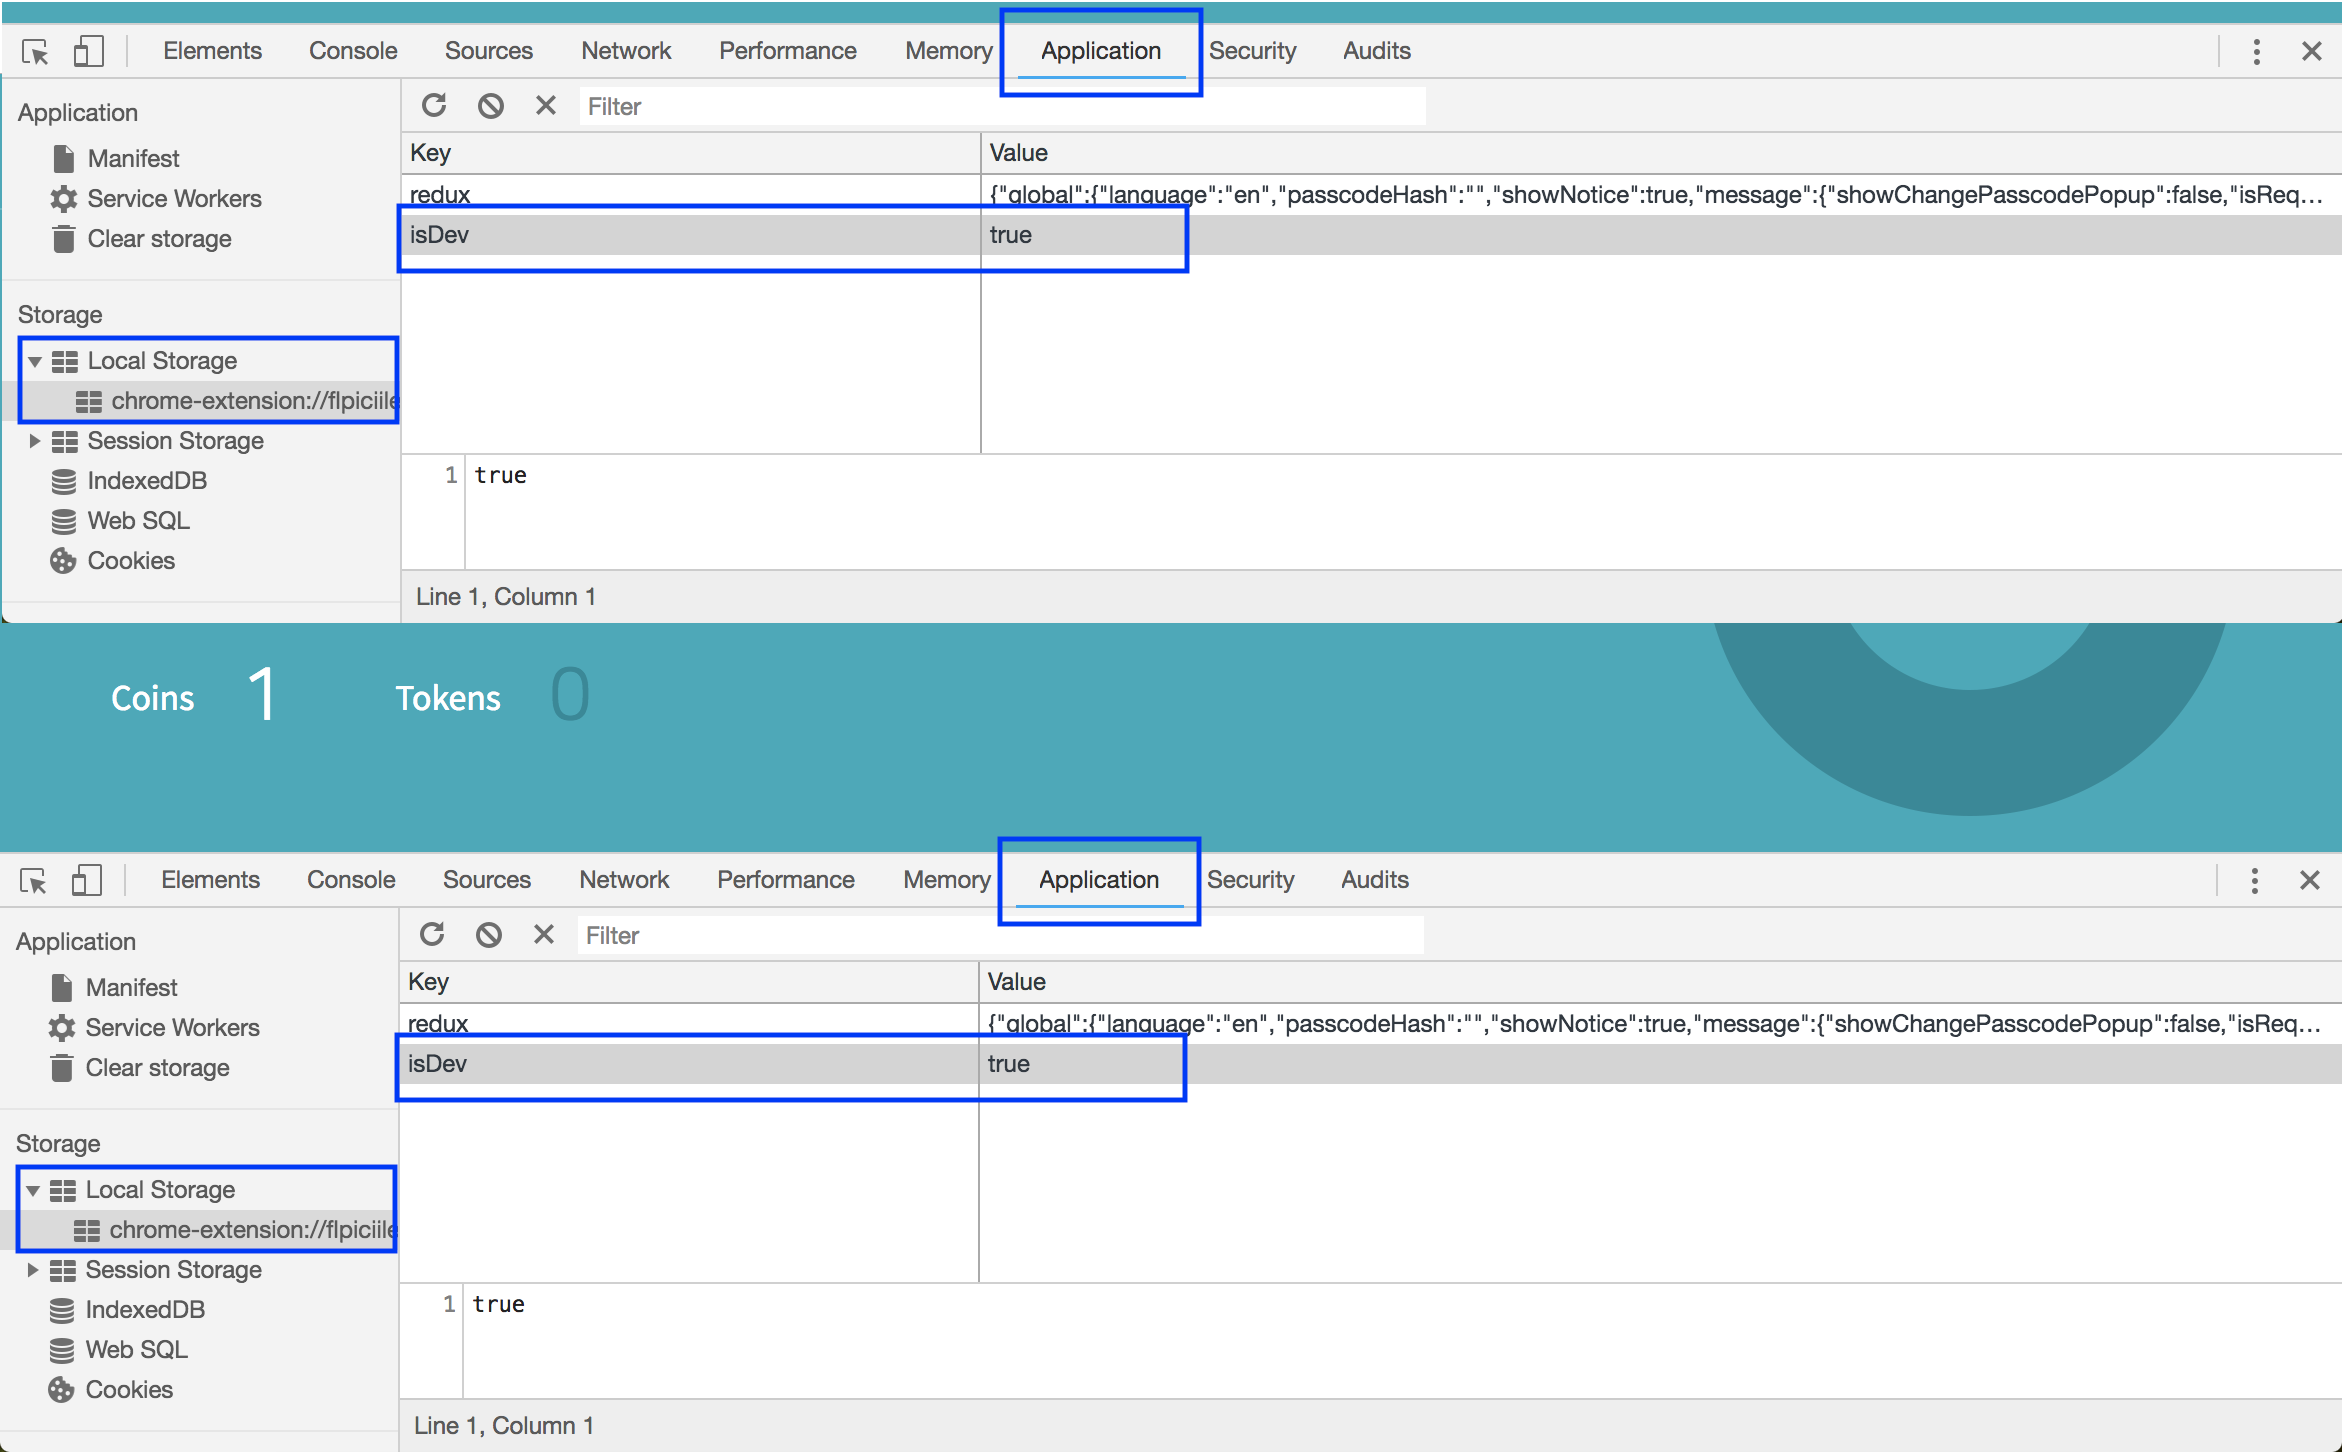 Elements Console Sources Network Performance Memory Application Security Audits
Application
Filter
Manifest
Service Workers
Clear storage
Key Value
redux {"global":{"language":"en","passcodeHash":"","showNotice":true,"message":{"showChangePasscodePopup":false,"isReq...
isDev true
Storage
Local Storage
chrome-extension://flpiciile
Session Storage
IndexedDB
Web SQL
Cookies
1 true
Line 1, Column 1
Coins 1 Tokens 0
Elements Console Sources Network Performance Memory Application Security Audits
Application
Filter
Manifest
Service Workers
Clear storage
Key Value
redux {"global":{"language":"en","passcodeHash":"","showNotice":true,"message":{"showChangePasscodePopup":false,"isReq...
isDev true
Storage
Local Storage
chrome-extension://flpiciile
Session Storage
IndexedDB
Web SQL
Cookies
1 true
Line 1, Column 1